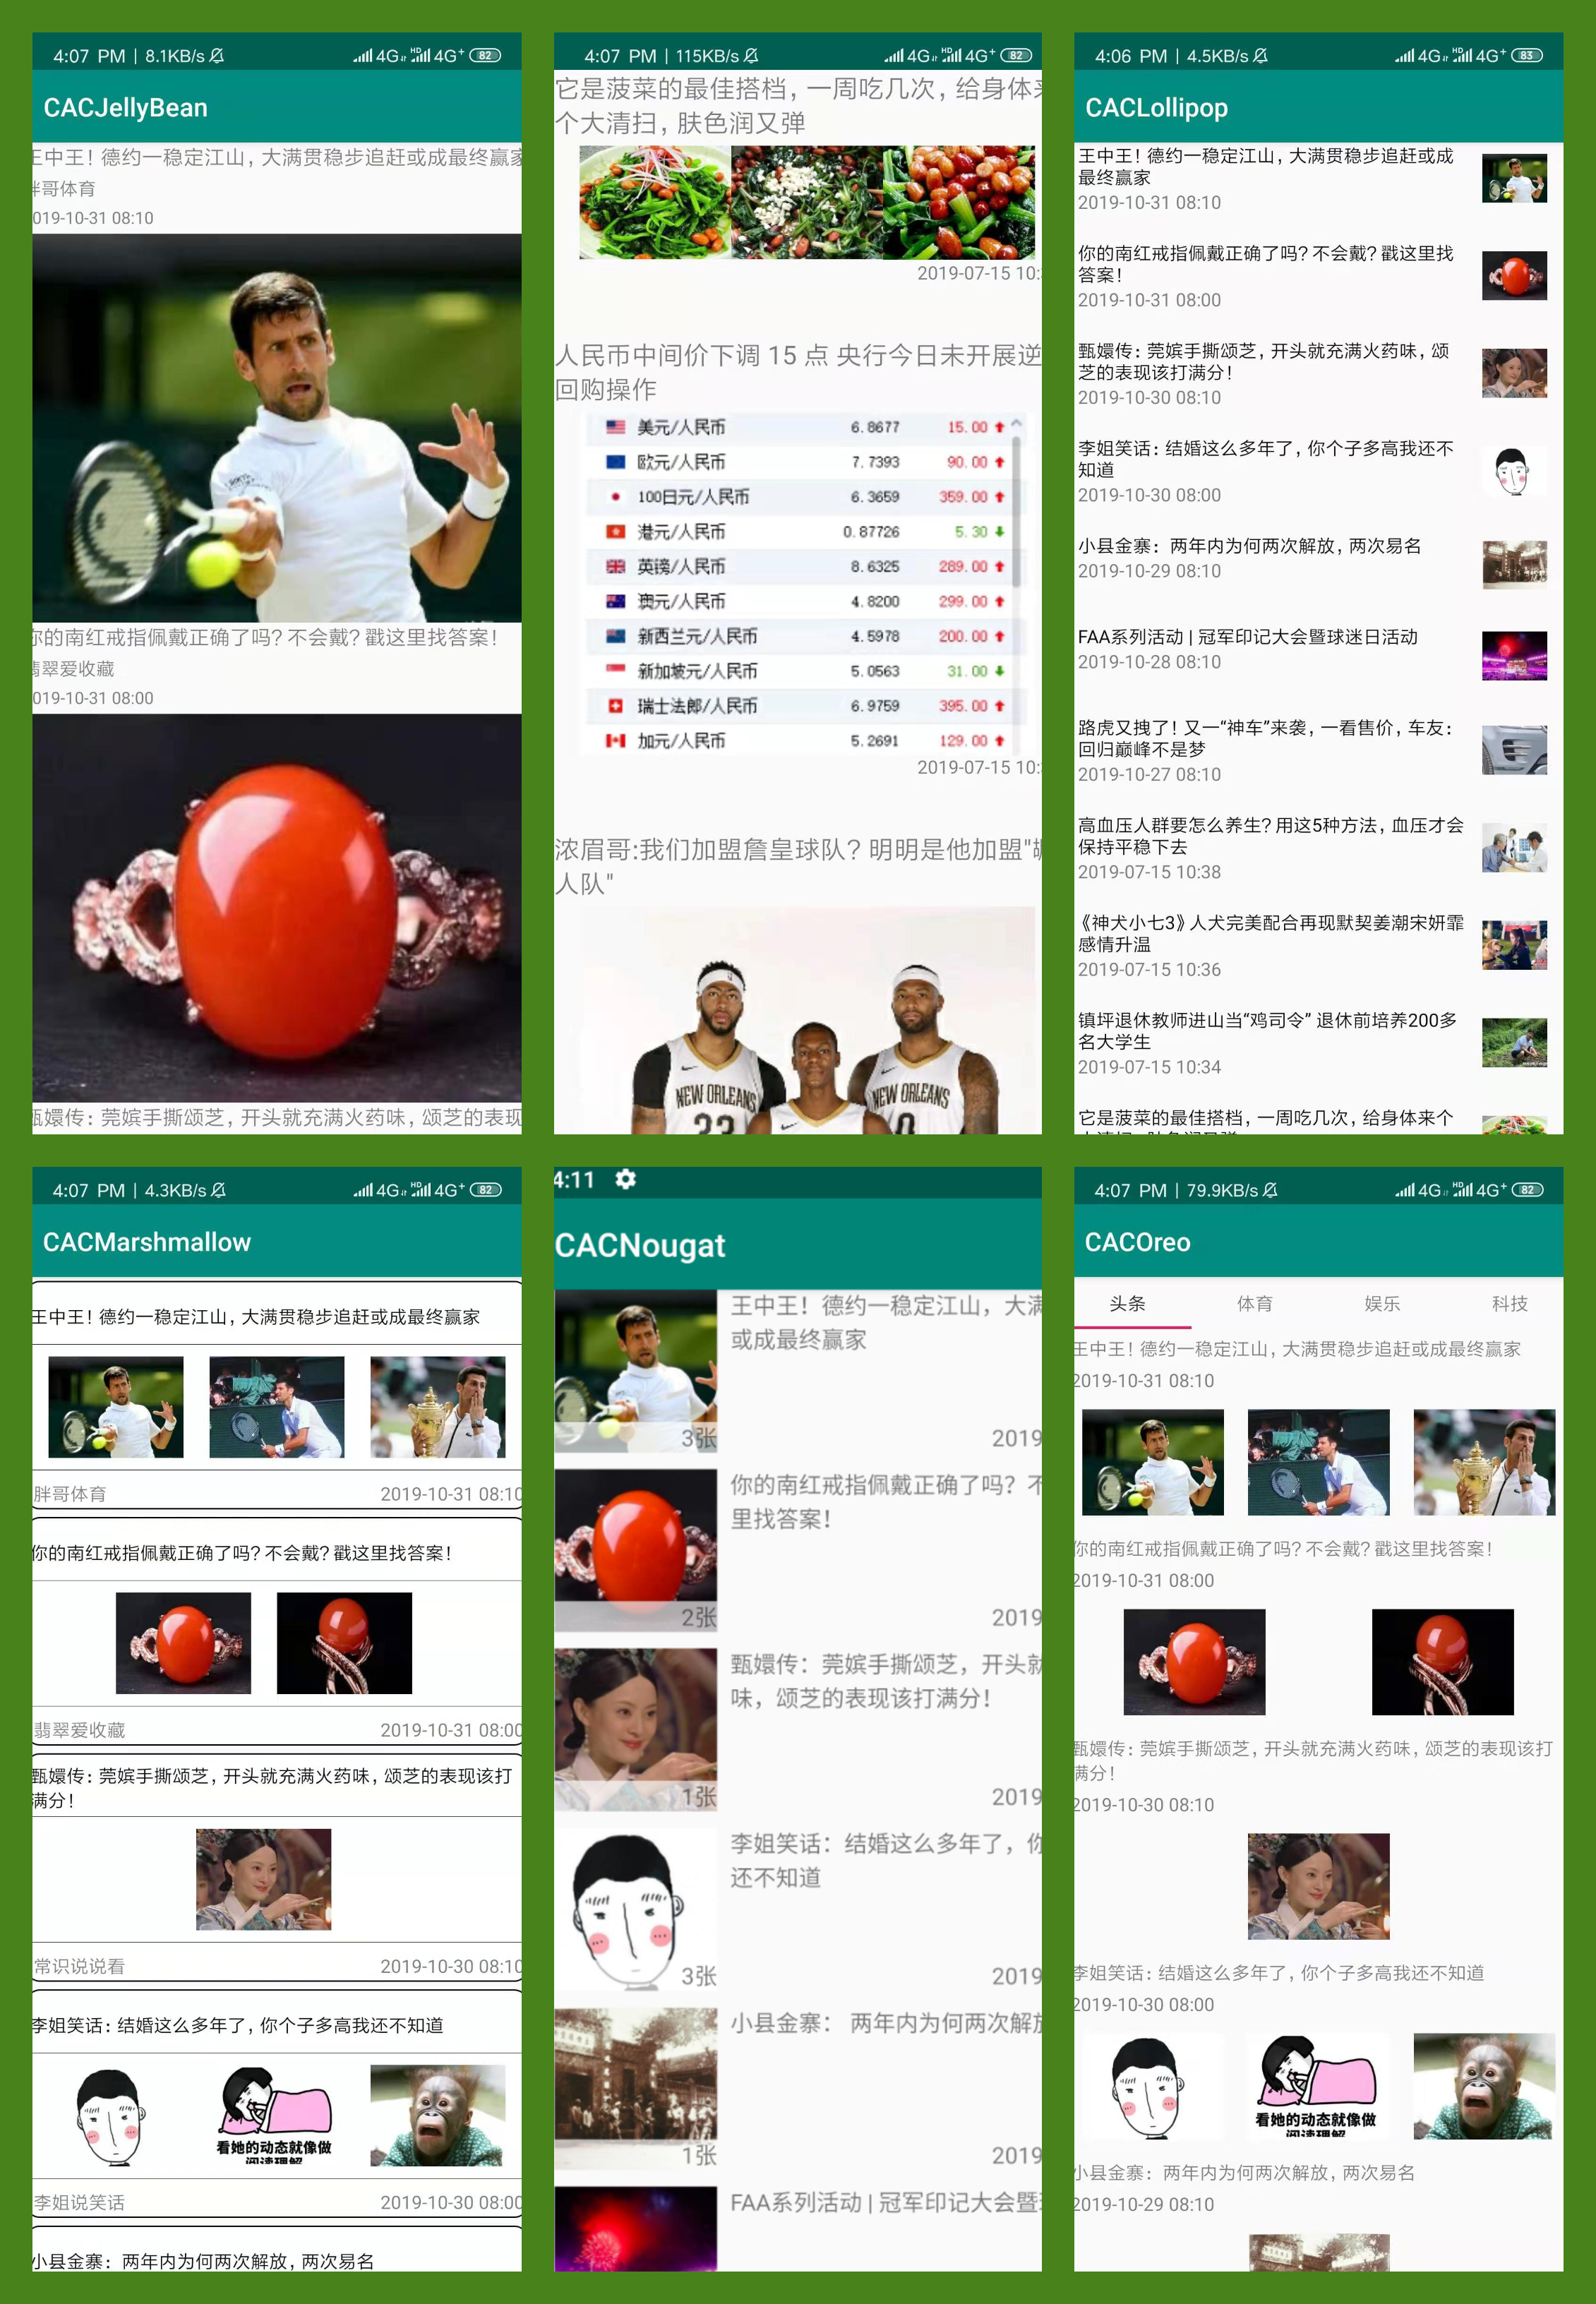 4:07 PM | 8.1KB/s 4G HD 4G+ 82
CACJellyBean
王中王！德约一稳定江山，大满贯稳步追赶或成最终赢家
胖哥体育
019-10-31 08:10
你的南红戒指佩戴正确了吗？不会戴？戳这里找答案！
翡翠爱收藏
019-10-31 08:00
甄嬛传：莞嫔手撕颂芝，开头就充满火药味，颂芝的表现
4:07 PM | 115KB/s 4G HD 4G+ 82
它是菠菜的最佳搭档，一周吃几次，给身体来
个大清扫，肤色润又弹
2019-07-15 10:
人民币中间价下调 15 点 央行今日未开展逆
回购操作
美元/人民币 6.8677 15.00
欧元/人民币 7.7393 90.00
100日元/人民币 6.3659 359.00
港元/人民币 0.87726 5.30
英镑/人民币 8.6325 289.00
澳元/人民币 4.8200 299.00
新西兰元/人民币 4.5978 200.00
新加坡元/人民币 5.0563 31.00
瑞士法郎/人民币 6.9759 395.00
加元/人民币 5.2691 129.00
2019-07-15 10:
浓眉哥:我们加盟詹皇球队？明明是他加盟"
人队"
NEW ORLEANS
23
NEW ORLEANS
0
4:06 PM | 4.5KB/s 4G HD 4G+ 83
CACLollipop
王中王！德约一稳定江山，大满贯稳步追赶或成
最终赢家
2019-10-31 08:10
你的南红戒指佩戴正确了吗？不会戴？戳这里找
答案！
2019-10-31 08:00
甄嬛传：莞嫔手撕颂芝，开头就充满火药味，颂
芝的表现该打满分！
2019-10-30 08:10
李姐笑话：结婚这么多年了，你个子多高我还不
知道
2019-10-30 08:00
小县金寨：两年内为何两次解放，两次易名
2019-10-29 08:10
FAA系列活动 | 冠军印记大会暨球迷日活动
2019-10-28 08:10
路虎又拽了！又一“神车”来袭，一看售价，车友：
回归巅峰不是梦
2019-10-27 08:10
高血压人群要怎么养生？用这5种方法，血压才会
保持平稳下去
2019-07-15 10:38
《神犬小七3》人犬完美配合再现默契姜潮宋妍霏
感情升温
2019-07-15 10:36
镇坪退休教师进山当“鸡司令” 退休前培养200多
名大学生
2019-07-15 10:34
它是菠菜的最佳搭档，一周吃几次，给身体来个
4:07 PM | 4.3KB/s 4G HD 4G+ 82
CACMarshmallow
王中王！德约一稳定江山，大满贯稳步追赶或成最终赢家
胖哥体育 2019-10-31 08:10
你的南红戒指佩戴正确了吗？不会戴？戳这里找答案！
翡翠爱收藏 2019-10-31 08:00
甄嬛传：莞嫔手撕颂芝，开头就充满火药味，颂芝的表现该打
满分！
常识说说看 2019-10-30 08:10
李姐笑话：结婚这么多年了，你个子多高我还不知道
看她的动态就像做
阅读理解
李姐说笑话 2019-10-30 08:00
小县金寨：两年内为何两次解放，两次易名
4:11
CACNougat
王中王！德约一稳定江山，大满
或成最终赢家
3张 2019
你的南红戒指佩戴正确了吗？不
里找答案！
2张 2019
甄嬛传：莞嫔手撕颂芝，开头就
味，颂芝的表现该打满分！
1张 2019
李姐笑话：结婚这么多年了，你
还不知道
3张 2019
小县金寨： 两年内为何两次解放
1张 2019
FAA系列活动 | 冠军印记大会暨
4:07 PM | 79.9KB/s 4G HD 4G+ 82
CACOreo
头条 体育 娱乐 科技
王中王！德约一稳定江山，大满贯稳步追赶或成最终赢家
2019-10-31 08:10
你的南红戒指佩戴正确了吗？不会戴？戳这里找答案！
2019-10-31 08:00
甄嬛传：莞嫔手撕颂芝，开头就充满火药味，颂芝的表现该打
满分！
2019-10-30 08:10
李姐笑话：结婚这么多年了，你个子多高我还不知道
2019-10-30 08:00
看她的动态就像做
阅读理解
小县金寨：两年内为何两次解放，两次易名
2019-10-29 08:10